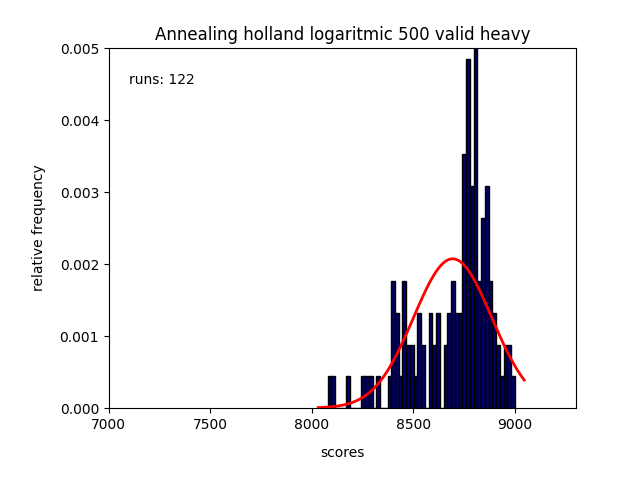 Annealing holland logaritmic 500 valid heavy
runs: 122
relative frequency
0.005
0.004
0.003
0.002
0.001
0.000
7000 7500 8000 8500 9000
scores